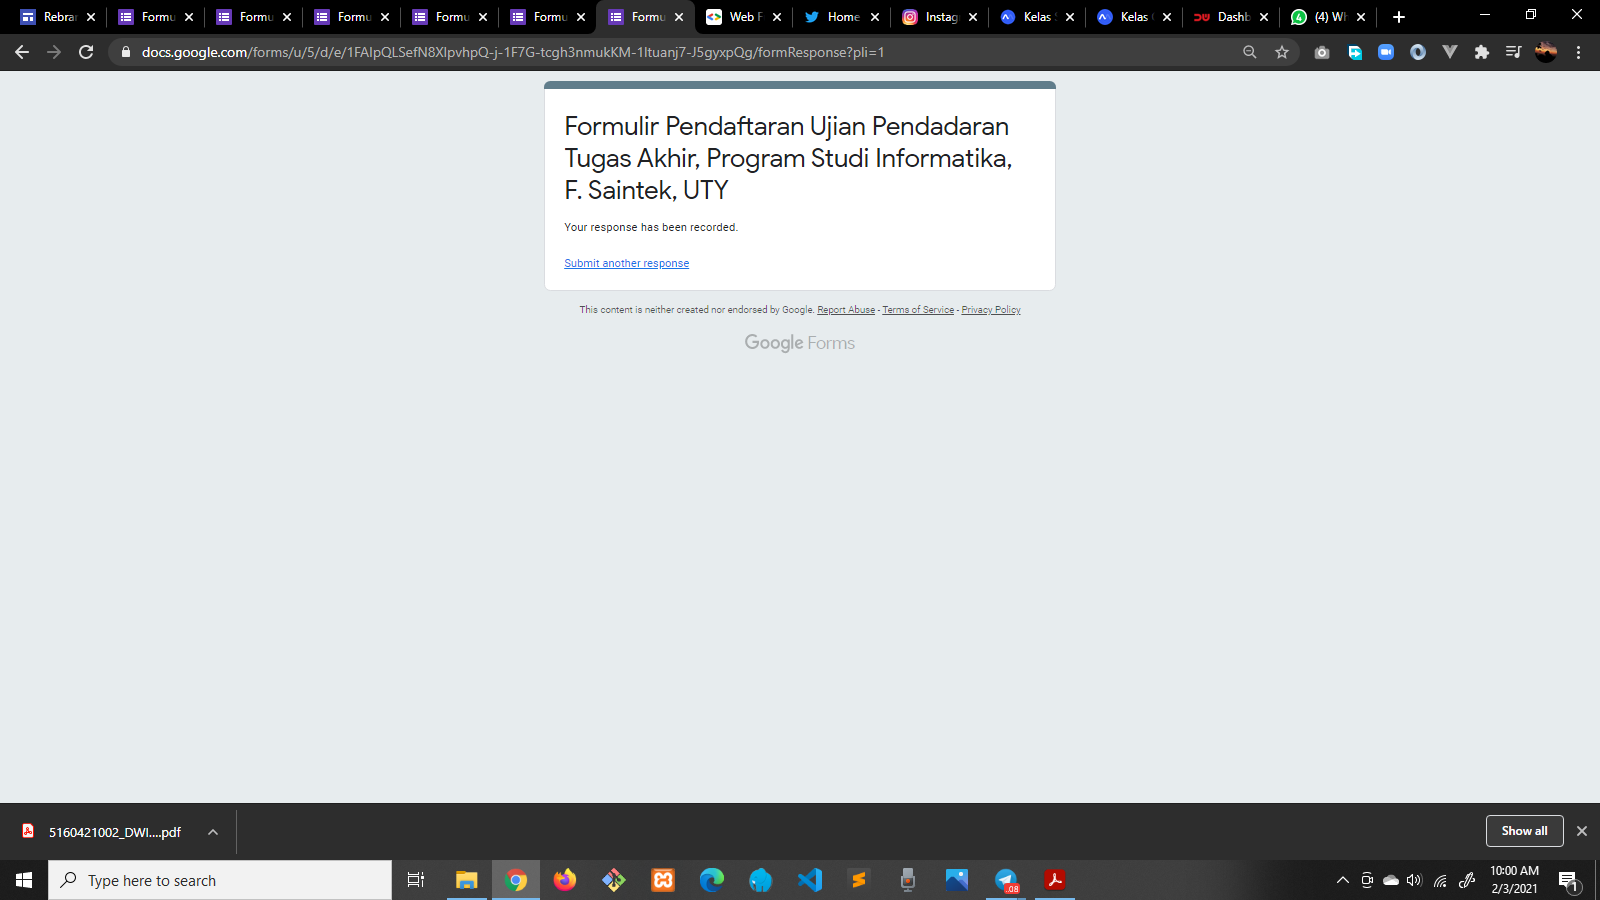 Rebran
Formu
Formu
Formu
Formu
Formu
Formu
Web F
Home
Instag
Kelas S
Kelas
Dashb
(4) Wh
docs.google.com/forms/u/5/d/e/1FAIpQLSefN8XlpvhpQ-j-1F7G-tcgh3nmukKM-1Ituanj7-J5gyxpQg/formResponse?pli=1
Formulir Pendaftaran Ujian Pendadaran
Tugas Akhir, Program Studi Informatika,
F. Saintek, UTY
Your response has been recorded.
Submit another response
This content is neither created nor endorsed by Google. Report Abuse - Terms of Service - Privacy Policy
Google Forms
5160421002_DWI....pdf
Show all
Type here to search
.08
10:00 AM
2/3/2021
1